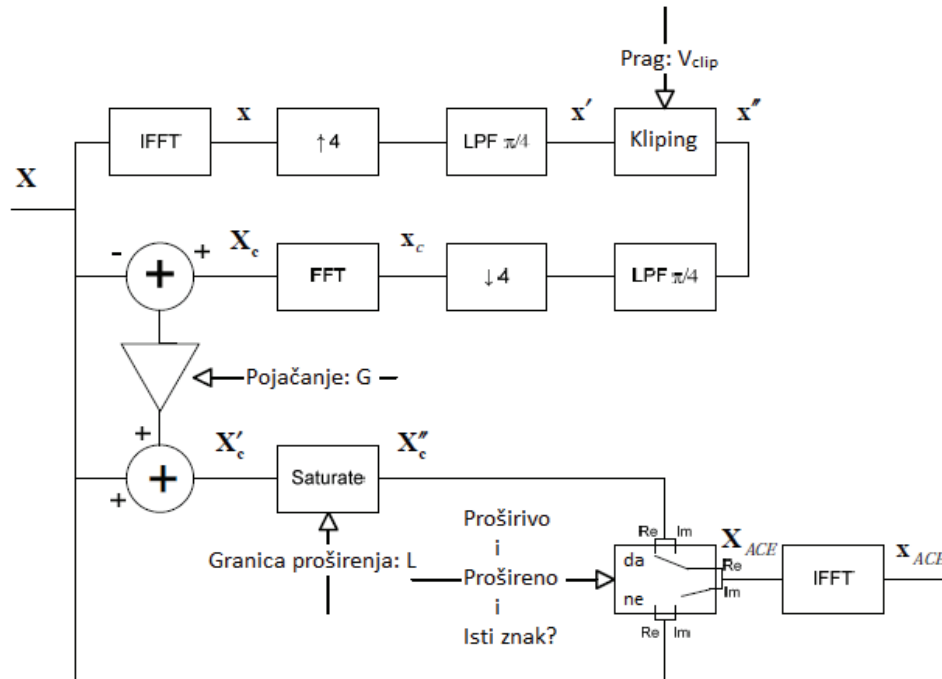 Prag: Vclip
x
x′
x″
IFFT
↑4
LPF π/4
Kliping
X
-
+
+
Xc
xc
FFT
↓4
LPF π/4
Pojačanje: G
+
+
+
X′c
X″c
Saturate
Granica proširenja: L
Proširivo
i
Prošireno
i
Isti znak?
Re Im
da
ne
Re
Im
Re Im
XACE
IFFT
xACE